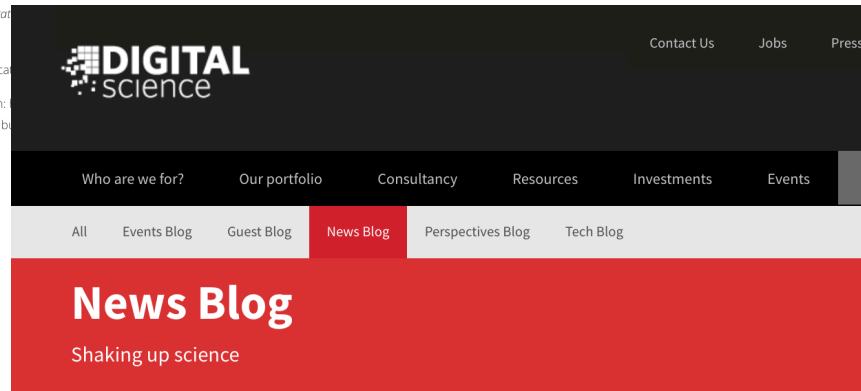 Contact Us Jobs Press
DIGITAL
science
Who are we for? Our portfolio Consultancy Resources Investments Events
All Events Blog Guest Blog News Blog Perspectives Blog Tech Blog
News Blog
Shaking up science